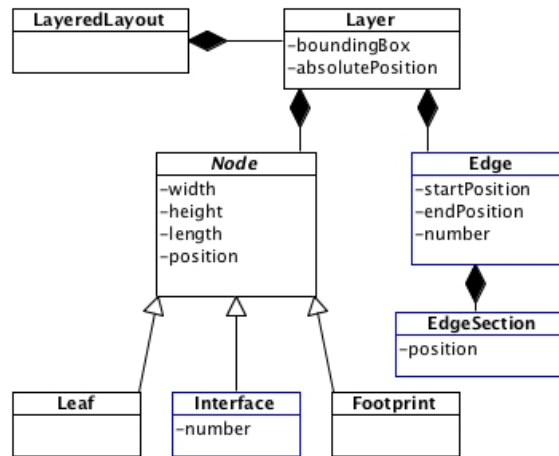 LayeredLayout
Layer
-boundingBox
-absolutePosition
Node
-width
-height
-length
-position
Edge
-startPosition
-endPosition
-number
EdgeSection
-position
Leaf
Interface
-number
Footprint